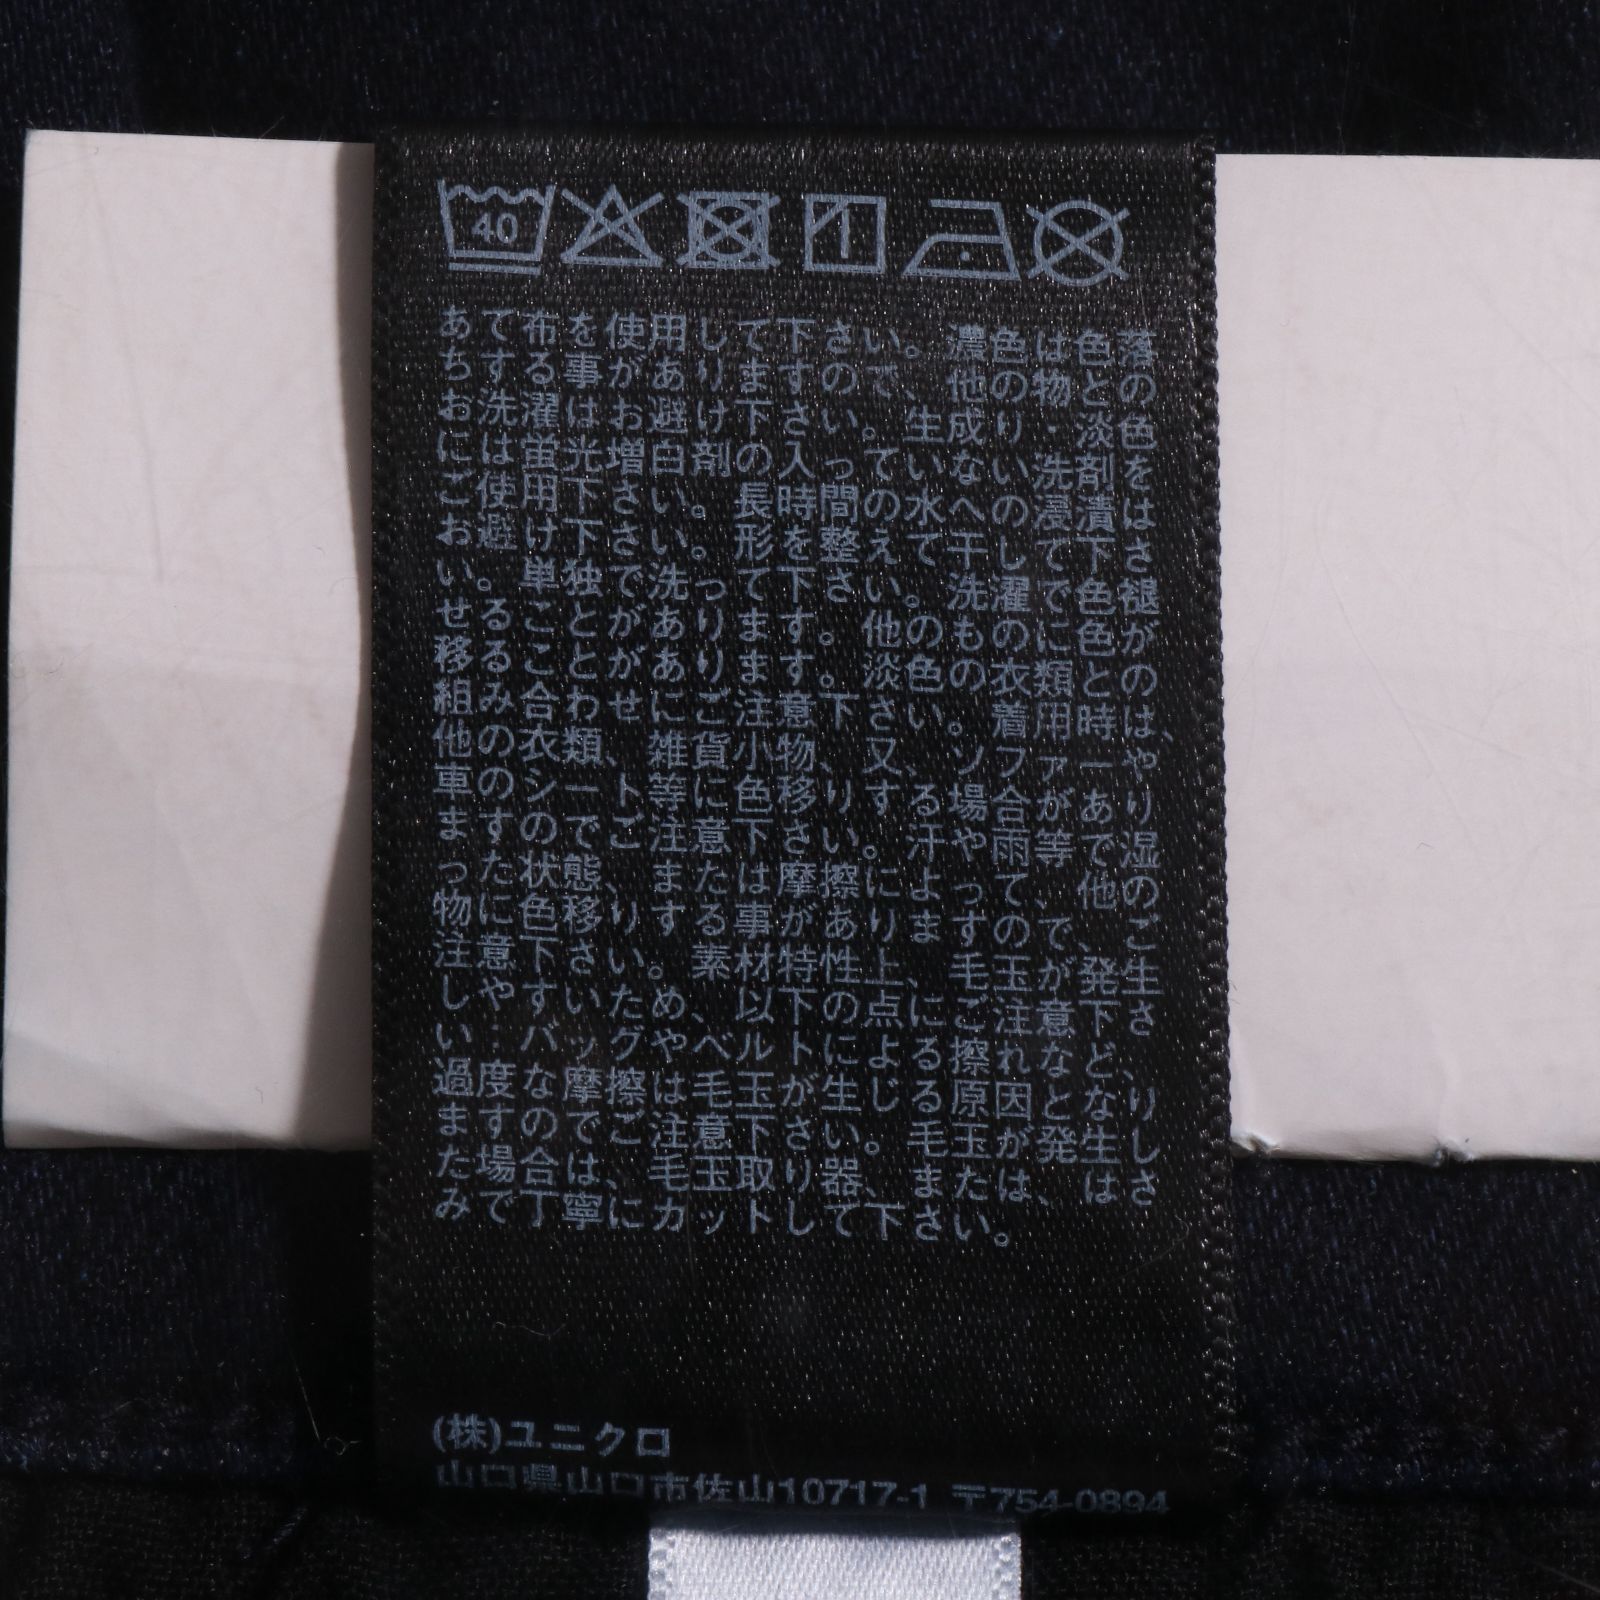 40
あて布を使用して下さい。濃色は色落
ちする事がありますので、他の物との
お洗濯はお避け下さい。生成り・淡色
には蛍光増白剤の入っていない洗剤を
ご使用下さい。長時間の水への浸漬は
お避け下さい。形を整えて干して下さ
い。単独で洗って下さい。洗濯で色褪
せることがあります。他のものに色が
移ることがあります。淡色の衣類との
組み合わせにご注意下さい。着用時は、
他の衣類、雑貨小物、又、ソファーや
車のシート等に色移りする場合があり
ますのでご注意下さい。汗や雨等で湿
った状態、または摩擦によって、他の
物に色移りする事がありますのでご
注意下さい。素材特性上、毛玉が発生
しやすいため、以下の点にご注意下さ
い…バッグやベルトによる擦れなど、
過度な摩擦は毛玉が生じる原因となり
ますのでご注意下さい。毛玉が発生し
た場合は、毛玉取り器、または、はさ
みで丁寧にカットして下さい。
(株)ユニクロ
山口県山口市佐山10717-1 〒754-0894